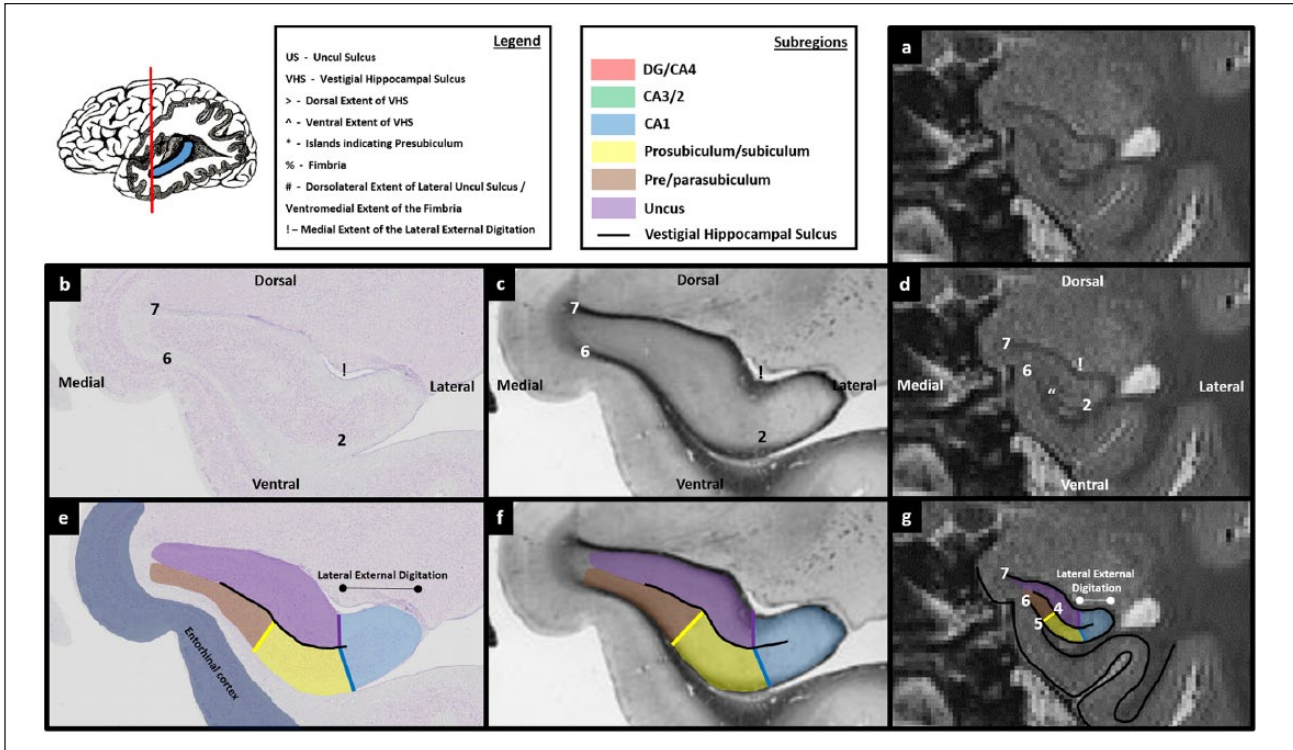 Legend
US - Uncul Sulcus
VHS - Vestigial Hippocampal Sulcus
> - Dorsal Extent of VHS
^ - Ventral Extent of VHS
* - Islands indicating Presubiculum
% - Fimbria
# - Dorsolateral Extent of Lateral Uncul Sulcus /
Ventromedial Extent of the Fimbria
! – Medial Extent of the Lateral External Digitation
Subregions
DG/CA4
CA3/2
CA1
Prosubiculum/subiculum
Pre/parasubiculum
Uncus
Vestigial Hippocampal Sulcus
a
b
Dorsal
7
6
!
Medial
Lateral
2
Ventral
c
Dorsal
7
6
!
Medial
Lateral
2
Ventral
d
Dorsal
7
!
6
Medial
“
Lateral
2
Ventral
e
Lateral External Digitation
Entorhinal cortex
f
g
7
Lateral External
Digitation
6
4
5